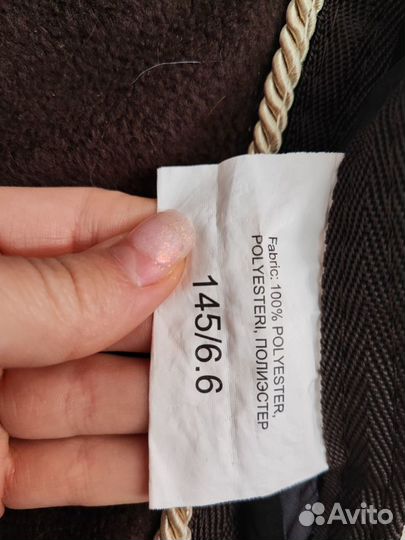 Fabric: 100% POLYESTER,
POLYESTERI, ПОЛИЭСТЕР
145/6.6
Avito